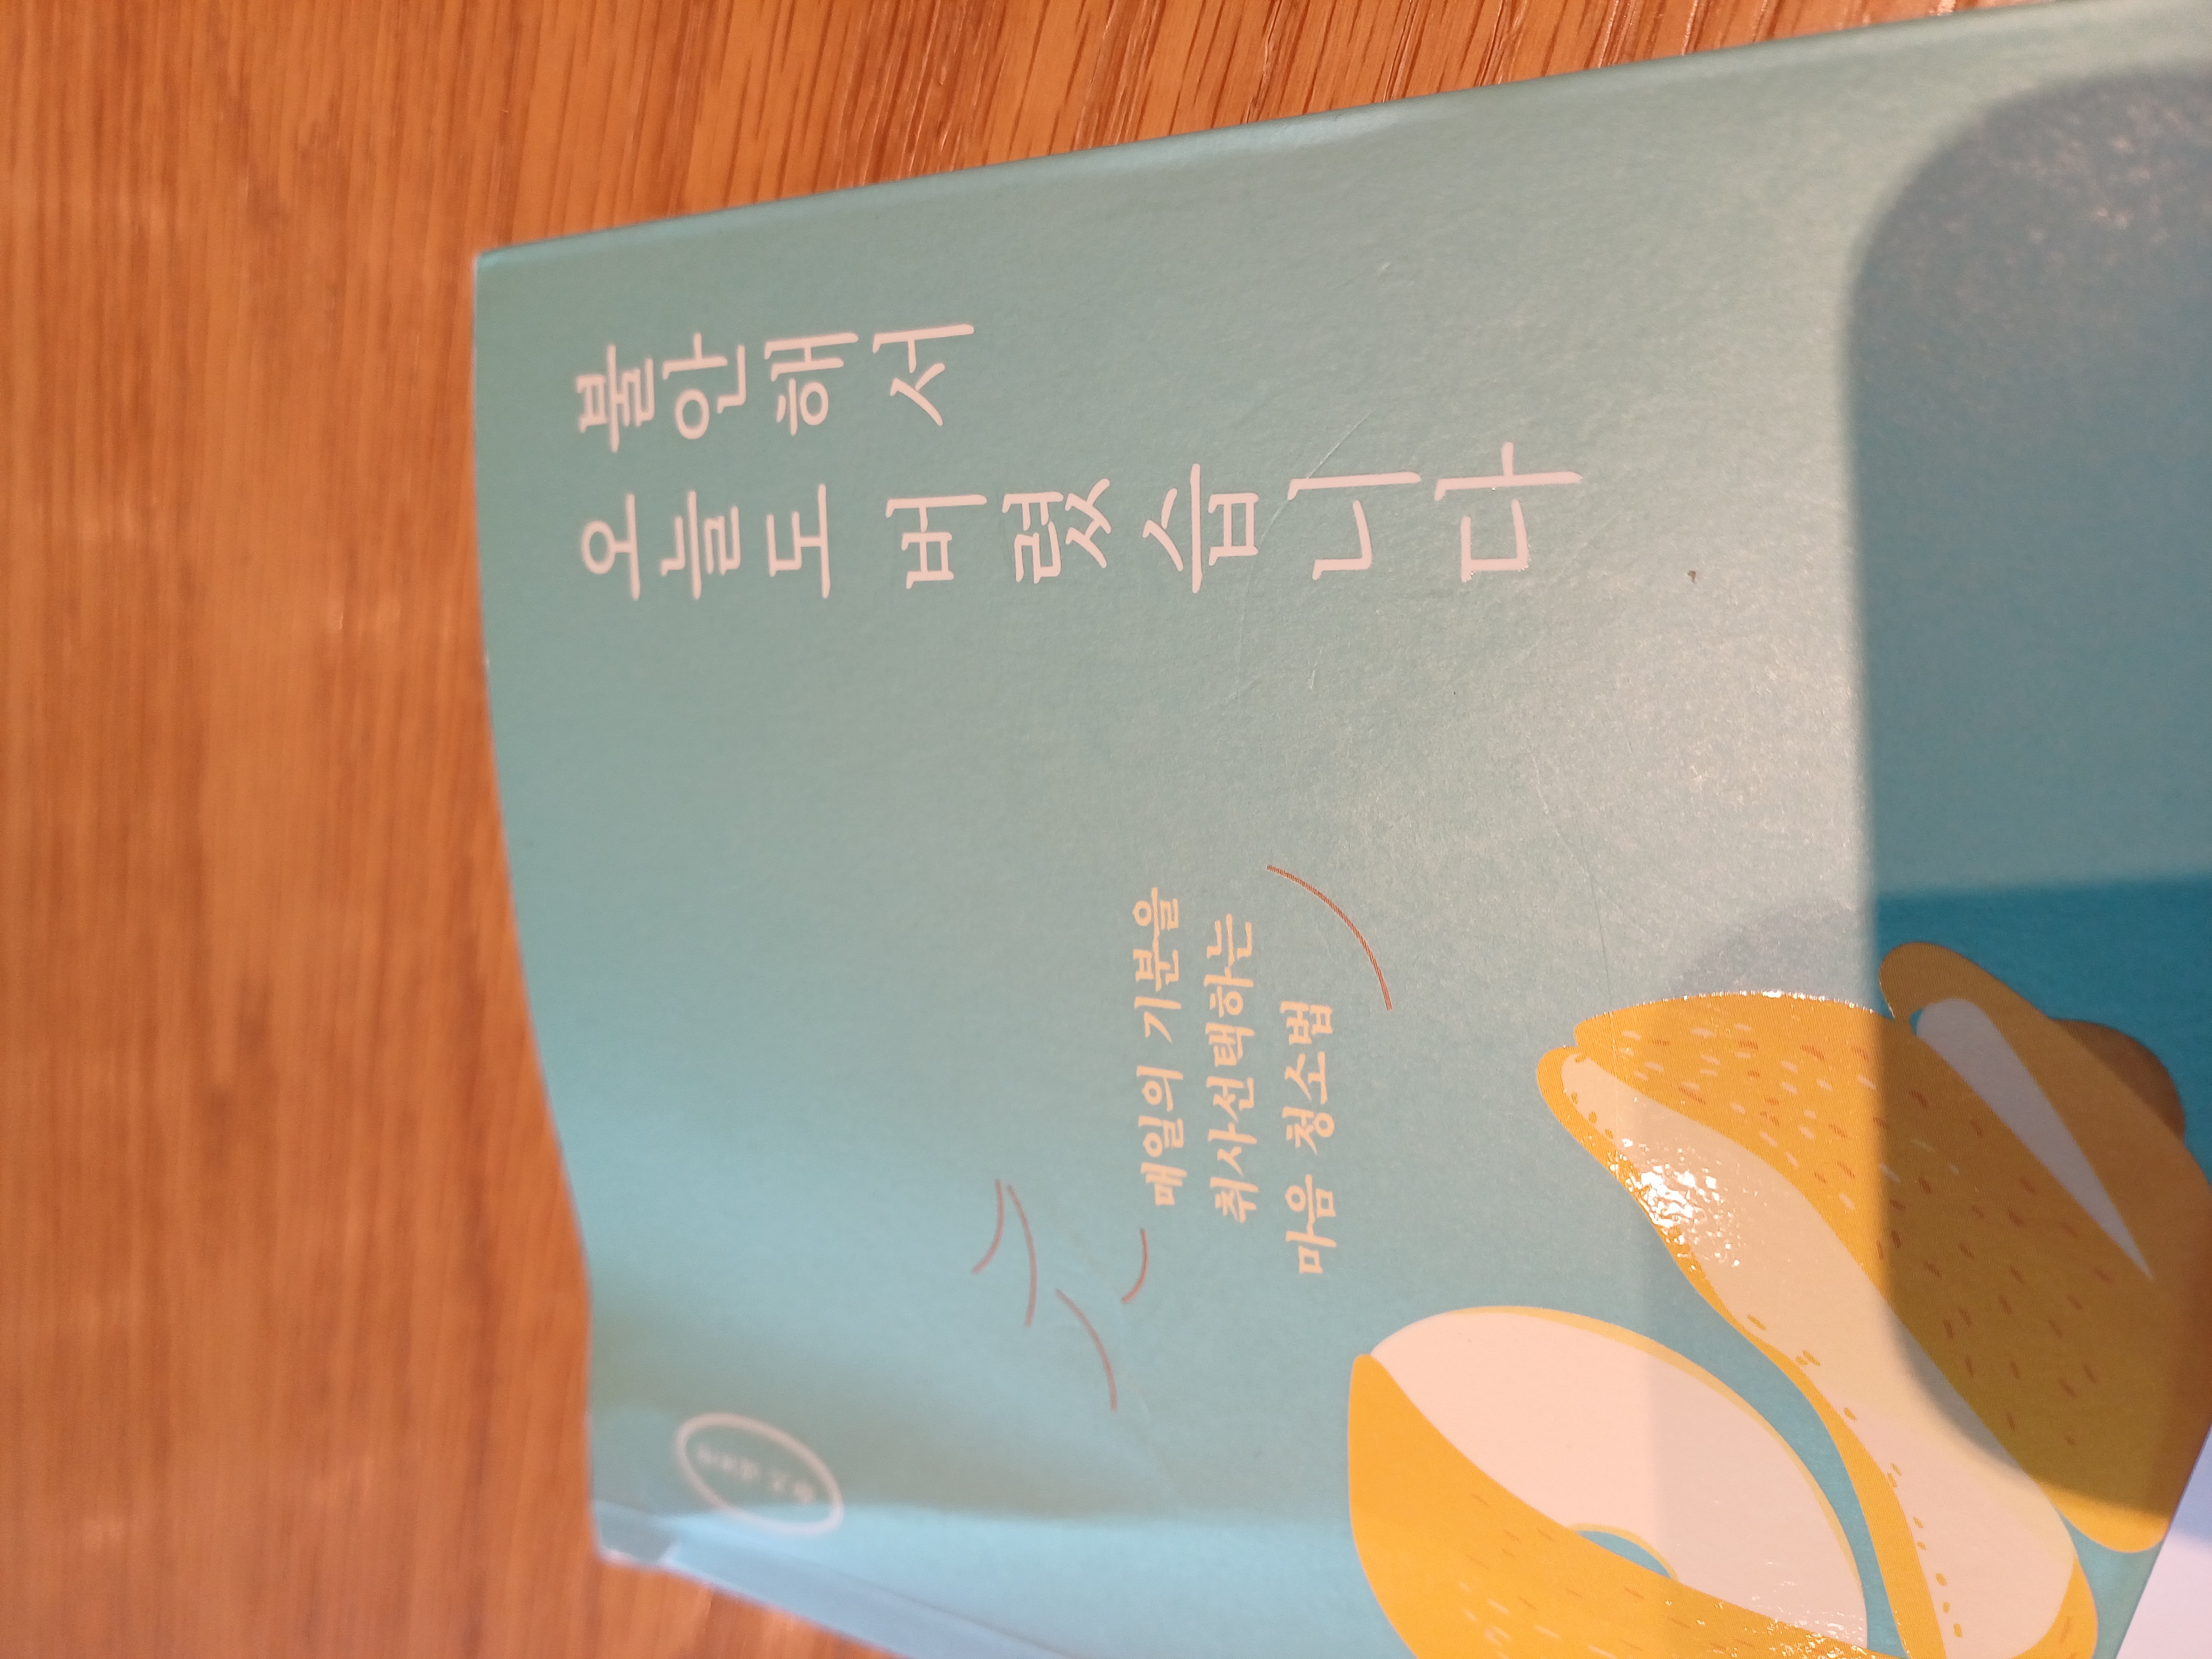 불안해서
오늘도 버렸습니다
매일의 기분을
취사선택하는
마음 청소법